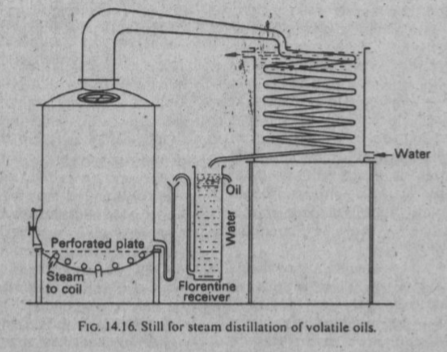 Water
Oil
Water
Perforated plate
Steam
to coil
Florentine
receiver
FIG. 14.16. Still for steam distillation of volatile oils.